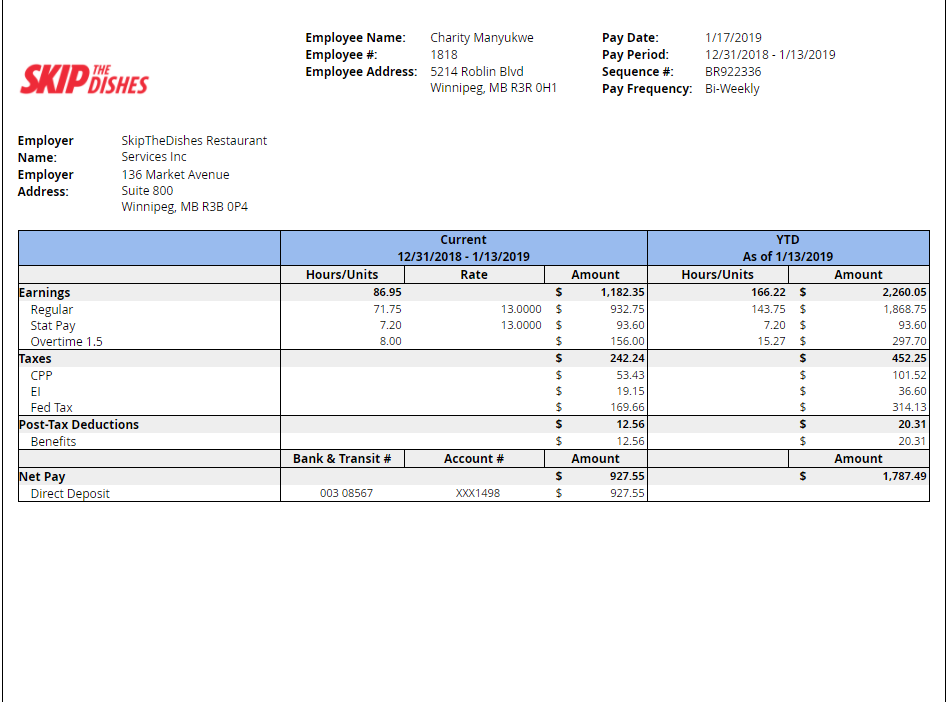 SKIP THE DISHES
Employee Name: Charity Manyukwe
Employee #: 1818
Employee Address: 5214 Roblin Blvd
Winnipeg, MB R3R 0H1
Pay Date: 1/17/2019
Pay Period: 12/31/2018 - 1/13/2019
Sequence #: BR922336
Pay Frequency: Bi-Weekly
Employer Name: SkipTheDishes Restaurant
Services Inc
Employer Address: 136 Market Avenue
Suite 800
Winnipeg, MB R3B 0P4
Current YTD
12/31/2018 - 1/13/2019 As of 1/13/2019
Hours/Units Rate Amount Hours/Units Amount
Earnings 86.95 $ 1,182.35 166.22 $ 2,260.05
Regular 71.75 13.0000 $ 932.75 143.75 $ 1,868.75
Stat Pay 7.20 13.0000 $ 93.60 7.20 $ 93.60
Overtime 1.5 8.00 $ 156.00 15.27 $ 297.70
Taxes $ 242.24 $ 452.25
CPP $ 53.43 $ 101.52
EI $ 19.15 $ 36.60
Fed Tax $ 169.66 $ 314.13
Post-Tax Deductions $ 12.56 $ 20.31
Benefits $ 12.56 $ 20.31
Bank & Transit # Account # Amount Amount
Net Pay $ 927.55 $ 1,787.49
Direct Deposit 003 08567 XXX1498 $ 927.55